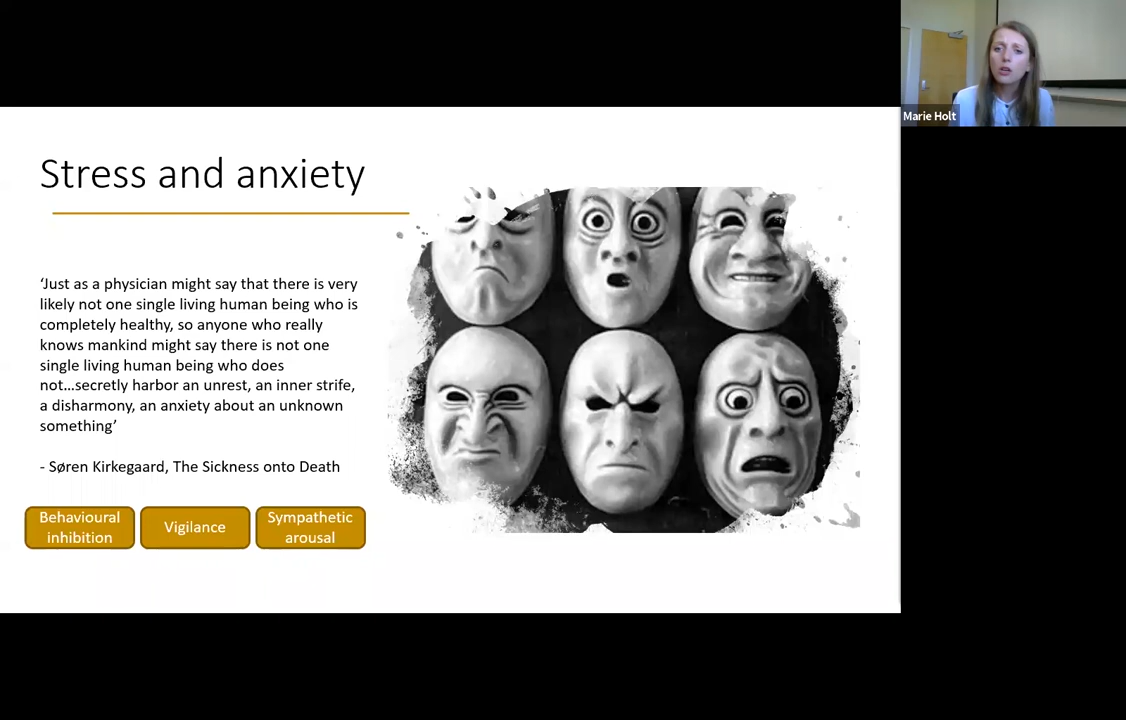 Marie Holt
Stress and anxiety
‘Just as a physician might say that there is very
likely not one single living human being who is
completely healthy, so anyone who really
knows mankind might say there is not one
single living human being who does
not...secretly harbor an unrest, an inner strife,
a disharmony, an anxiety about an unknown
something’
- Søren Kirkegaard, The Sickness onto Death
Behavioural
inhibition
Vigilance
Sympathetic
arousal